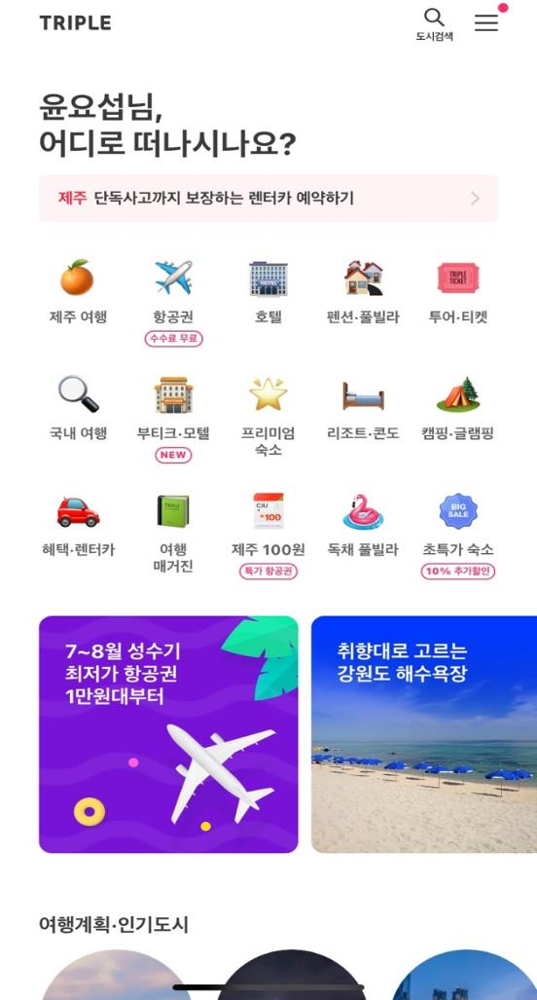 TRIPLE
도시검색
윤요섭님,
어디로 떠나시나요?
제주 단독사고까지 보장하는 렌터카 예약하기
HOTEL
TRIPLE
TICKET
제주 여행 항공권 호텔 펜션·풀빌라 투어·티켓
수수료 무료
국내 여행 부티크·모텔 프리미엄 리조트·콘도 캠핑·글램핑
숙소
NEW
TRIPLE
CJU
100
BIG
SALE
혜택·렌터카 여행 제주 100원 독채 풀빌라 초특가 숙소
매거진 특가 항공권 10% 추가할인
7~8월 성수기
최저가 항공권
1만원대부터
취향대로 고르는
강원도 해수욕장
여행계획·인기도시